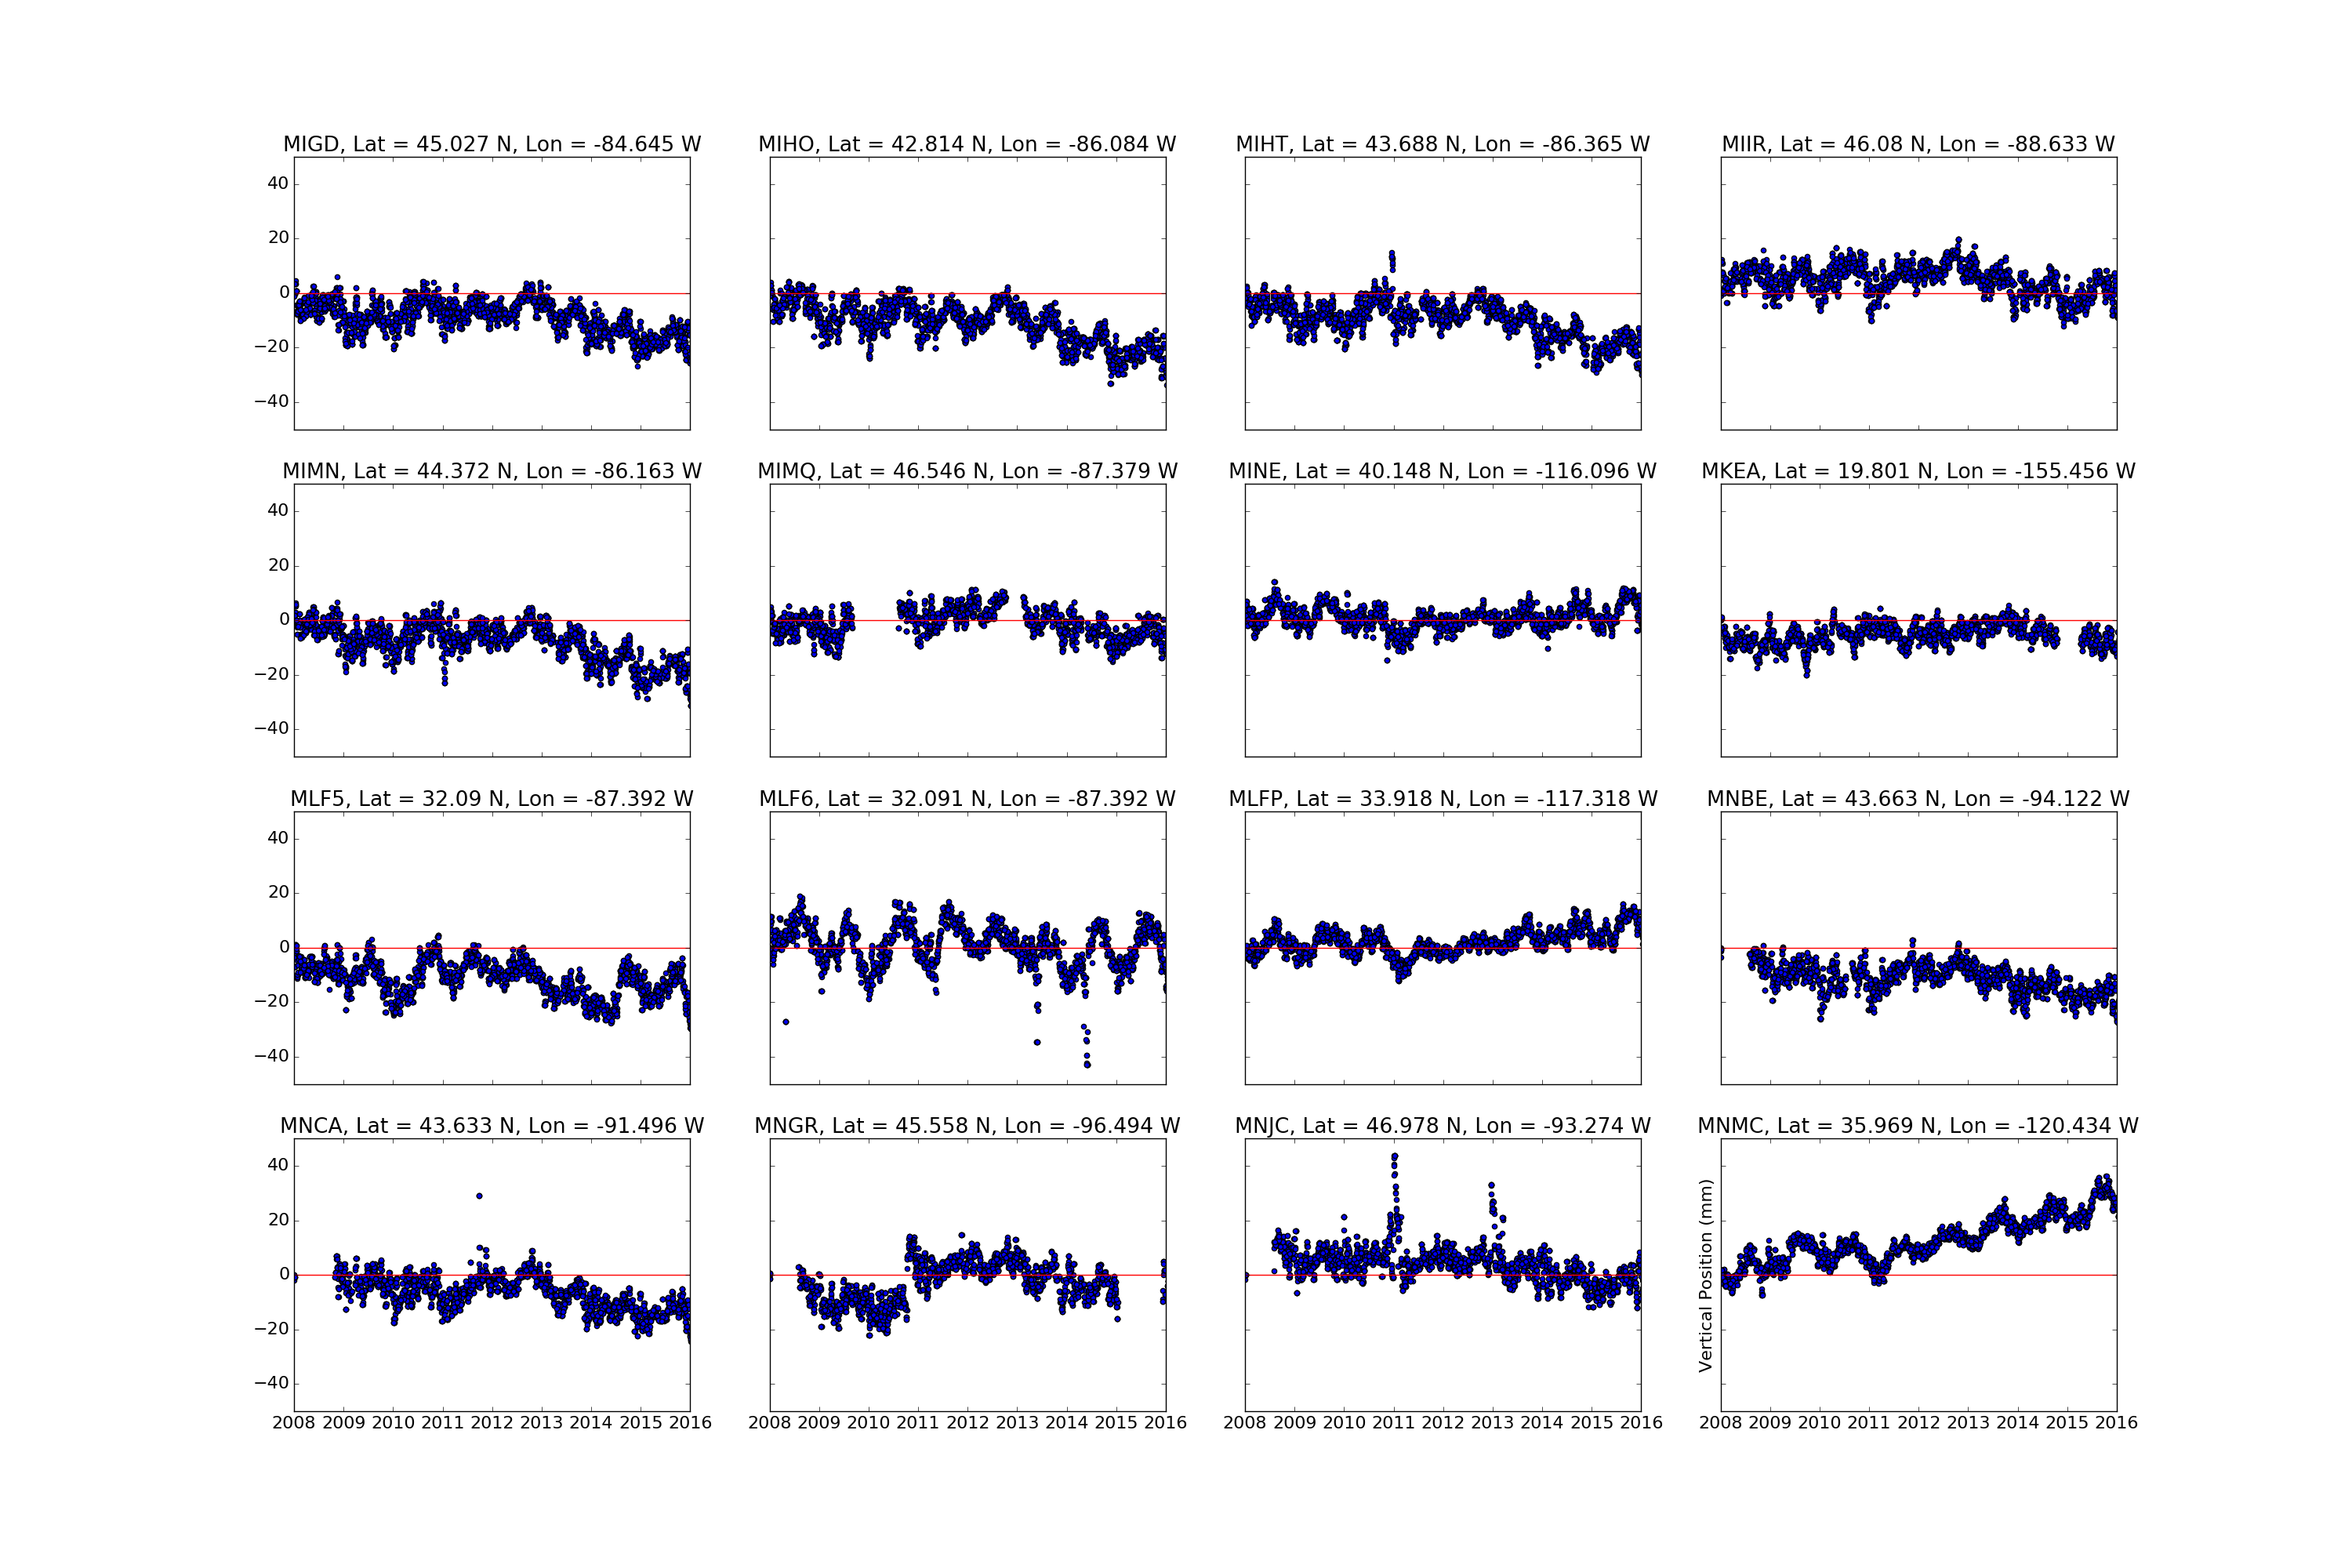 MIGD, Lat = 45.027 N, Lon = -84.645 W
MIHO, Lat = 42.814 N, Lon = -86.084 W
MIHT, Lat = 43.688 N, Lon = -86.365 W
MIIR, Lat = 46.08 N, Lon = -88.633 W
40
20
0
−20
−40
MIMN, Lat = 44.372 N, Lon = -86.163 W
MIMQ, Lat = 46.546 N, Lon = -87.379 W
MINE, Lat = 40.148 N, Lon = -116.096 W
MKEA, Lat = 19.801 N, Lon = -155.456 W
40
20
0
−20
−40
MLF5, Lat = 32.09 N, Lon = -87.392 W
MLF6, Lat = 32.091 N, Lon = -87.392 W
MLFP, Lat = 33.918 N, Lon = -117.318 W
MNBE, Lat = 43.663 N, Lon = -94.122 W
40
20
0
−20
−40
MNCA, Lat = 43.633 N, Lon = -91.496 W
MNGR, Lat = 45.558 N, Lon = -96.494 W
MNJC, Lat = 46.978 N, Lon = -93.274 W
MNMC, Lat = 35.969 N, Lon = -120.434 W
40
20
0
−20
−40
Vertical Position (mm)
2008 2009 2010 2011 2012 2013 2014 2015 2016
2008 2009 2010 2011 2012 2013 2014 2015 2016
2008 2009 2010 2011 2012 2013 2014 2015 2016
2008 2009 2010 2011 2012 2013 2014 2015 2016